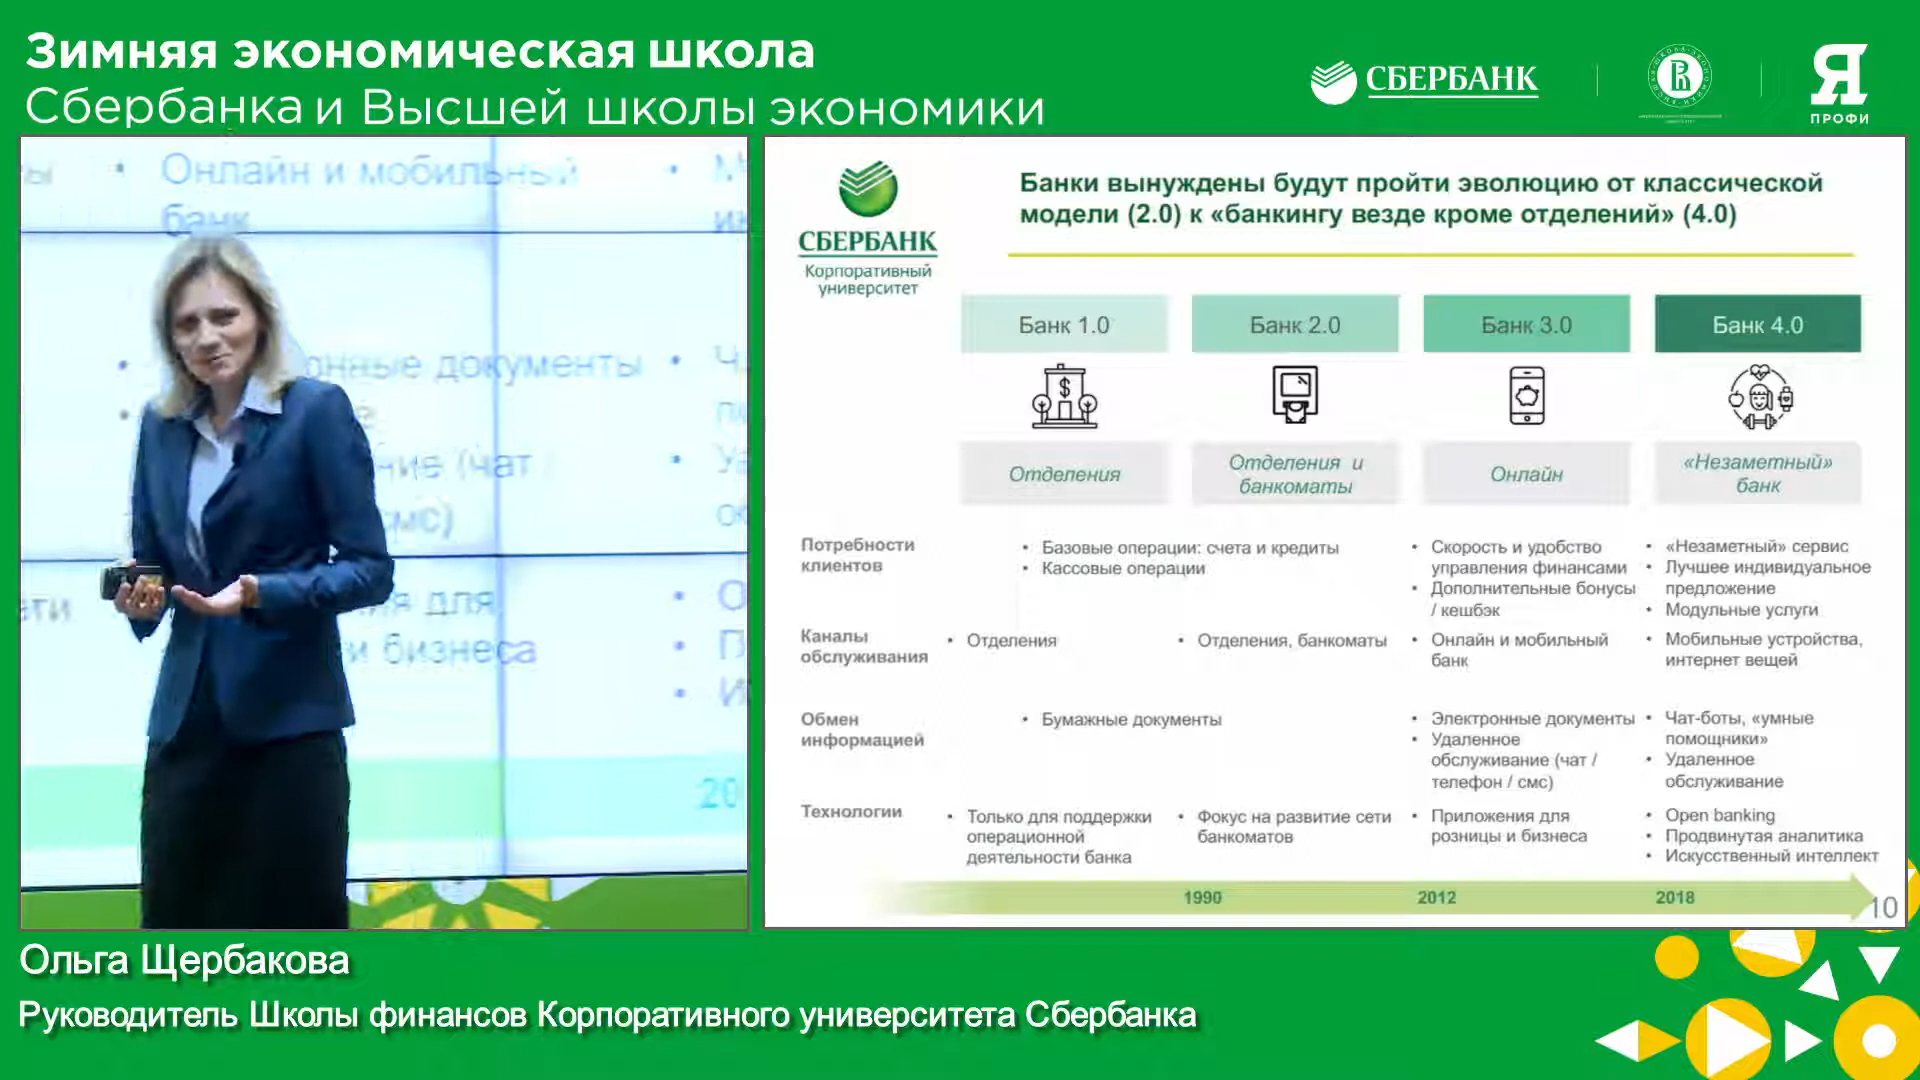 Зимняя экономическая школа
Сбербанка и Высшей школы экономики
СБЕРБАНК
Я
ПРОФИ
Онлайн и мобильный
банк
документы
(чат
смс)
для
и бизнеса
20
СБЕРБАНК
Корпоративный
университет
Банки вынуждены будут пройти эволюцию от классической
модели (2.0) к «банкингу везде кроме отделений» (4.0)
Банк 1.0
Банк 2.0
Банк 3.0
Банк 4.0
Отделения
Отделения и
банкоматы
Онлайн
«Незаметный»
банк
Потребности
клиентов
• Базовые операции: счета и кредиты
• Кассовые операции
• Скорость и удобство
управления финансами
• Дополнительные бонусы
/ кешбэк
• «Незаметный» сервис
• Лучшее индивидуальное
предложение
• Модульные услуги
Каналы
обслуживания
• Отделения
• Отделения, банкоматы
• Онлайн и мобильный
банк
• Мобильные устройства,
интернет вещей
Обмен
информацией
• Бумажные документы
• Электронные документы
• Удаленное
обслуживание (чат /
телефон / смс)
• Чат-боты, «умные
помощники»
• Удаленное
обслуживание
Технологии
• Только для поддержки
операционной
деятельности банка
• Фокус на развитие сети
банкоматов
• Приложения для
розницы и бизнеса
• Open banking
• Продвинутая аналитика
• Искусственный интеллект
1990
2012
2018
10
Ольга Щербакова
Руководитель Школы финансов Корпоративного университета Сбербанка